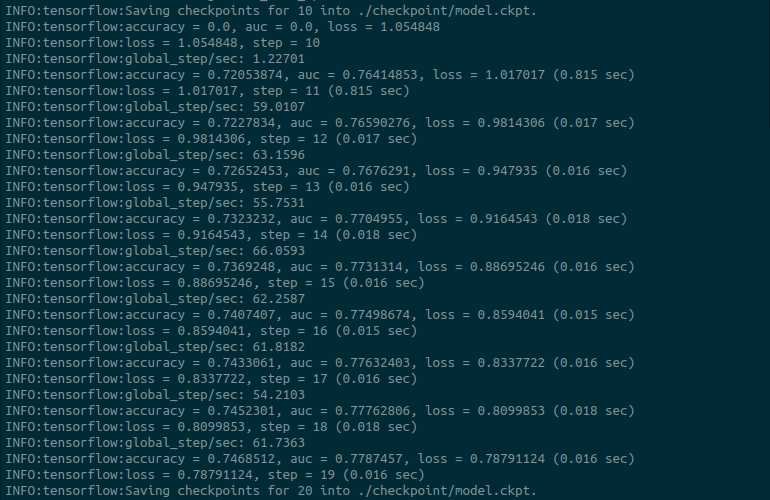 INFO:tensorflow:Saving checkpoints for 10 into ./checkpoint/model.ckpt.
INFO:tensorflow:accuracy = 0.0, auc = 0.0, loss = 1.054848
INFO:tensorflow:loss = 1.054848, step = 10
INFO:tensorflow:global_step/sec: 1.22701
INFO:tensorflow:accuracy = 0.72053874, auc = 0.76414853, loss = 1.017017 (0.815 sec)
INFO:tensorflow:loss = 1.017017, step = 11 (0.815 sec)
INFO:tensorflow:global_step/sec: 59.0107
INFO:tensorflow:accuracy = 0.7227834, auc = 0.76590276, loss = 0.9814306 (0.017 sec)
INFO:tensorflow:loss = 0.9814306, step = 12 (0.017 sec)
INFO:tensorflow:global_step/sec: 63.1596
INFO:tensorflow:accuracy = 0.72652453, auc = 0.7676291, loss = 0.947935 (0.016 sec)
INFO:tensorflow:loss = 0.947935, step = 13 (0.016 sec)
INFO:tensorflow:global_step/sec: 55.7531
INFO:tensorflow:accuracy = 0.7323232, auc = 0.7704955, loss = 0.9164543 (0.018 sec)
INFO:tensorflow:loss = 0.9164543, step = 14 (0.018 sec)
INFO:tensorflow:global_step/sec: 66.0593
INFO:tensorflow:accuracy = 0.7369248, auc = 0.7731314, loss = 0.88695246 (0.016 sec)
INFO:tensorflow:loss = 0.88695246, step = 15 (0.016 sec)
INFO:tensorflow:global_step/sec: 62.2587
INFO:tensorflow:accuracy = 0.7407407, auc = 0.77498674, loss = 0.8594041 (0.015 sec)
INFO:tensorflow:loss = 0.8594041, step = 16 (0.015 sec)
INFO:tensorflow:global_step/sec: 61.8182
INFO:tensorflow:accuracy = 0.7433061, auc = 0.77632403, loss = 0.8337722 (0.016 sec)
INFO:tensorflow:loss = 0.8337722, step = 17 (0.016 sec)
INFO:tensorflow:global_step/sec: 54.2103
INFO:tensorflow:accuracy = 0.7452301, auc = 0.77762806, loss = 0.8099853 (0.018 sec)
INFO:tensorflow:loss = 0.8099853, step = 18 (0.018 sec)
INFO:tensorflow:global_step/sec: 61.7363
INFO:tensorflow:accuracy = 0.7468512, auc = 0.7787457, loss = 0.78791124 (0.016 sec)
INFO:tensorflow:loss = 0.78791124, step = 19 (0.016 sec)
INFO:tensorflow:Saving checkpoints for 20 into ./checkpoint/model.ckpt.